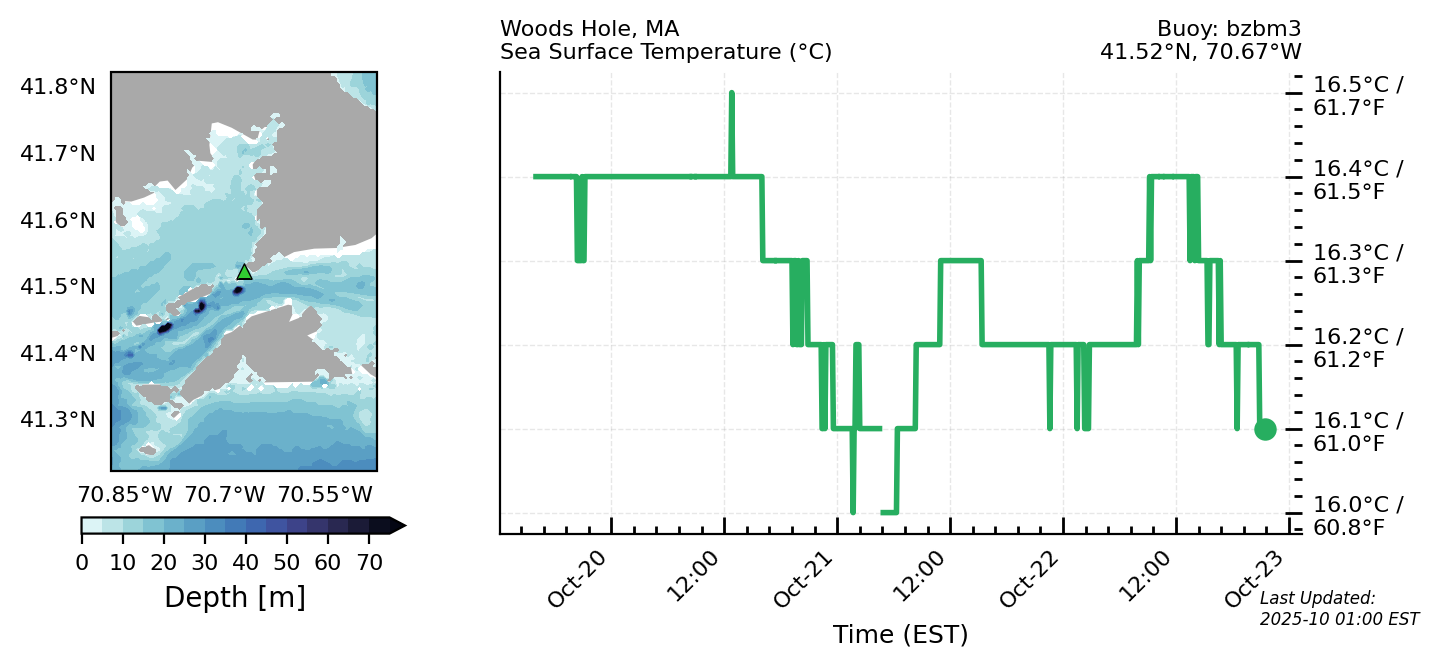 Woods Hole, MA
Sea Surface Temperature (°C)
Buoy: bzbm3
41.52°N, 70.67°W
41.8°N
41.7°N
41.6°N
41.5°N
41.4°N
41.3°N
70.85°W 70.7°W 70.55°W
0 10 20 30 40 50 60 70
Depth [m]
16.5°C /
61.7°F
16.4°C /
61.5°F
16.3°C /
61.3°F
16.2°C /
61.2°F
16.1°C /
61.0°F
16.0°C /
60.8°F
Oct-20
12:00
Oct-21
12:00
Oct-22
12:00
Oct-23
Time (EST)
Last Updated:
2025-10 01:00 EST